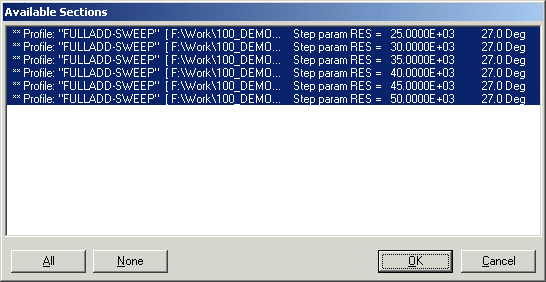 Available Sections
** Profile: "FULLADD-SWEEP" [ F:\Work\100_DEMO... Step param RES = 25.0000E+03 27.0 Deg
** Profile: "FULLADD-SWEEP" [ F:\Work\100_DEMO... Step param RES = 30.0000E+03 27.0 Deg
** Profile: "FULLADD-SWEEP" [ F:\Work\100_DEMO... Step param RES = 35.0000E+03 27.0 Deg
** Profile: "FULLADD-SWEEP" [ F:\Work\100_DEMO... Step param RES = 40.0000E+03 27.0 Deg
** Profile: "FULLADD-SWEEP" [ F:\Work\100_DEMO... Step param RES = 45.0000E+03 27.0 Deg
** Profile: "FULLADD-SWEEP" [ F:\Work\100_DEMO... Step param RES = 50.0000E+03 27.0 Deg
All None OK Cancel